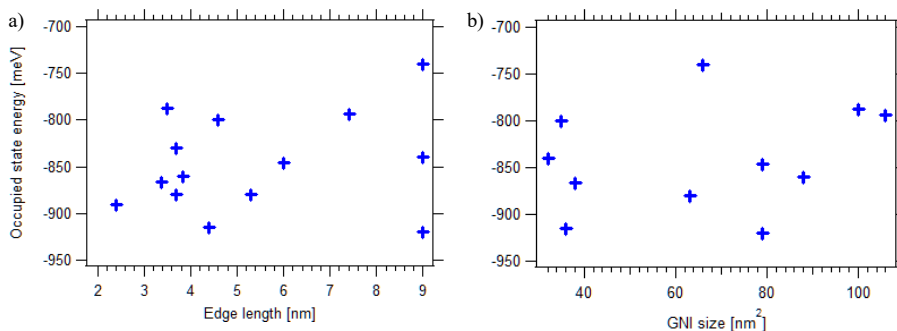 a)
-700
-750
-800
-850
-900
-950
Occupied state energy [meV]
2 3 4 5 6 7 8 9
Edge length [nm]
b)
-700
-750
-800
-850
-900
-950
40 60 80 100
GNI size [nm²]